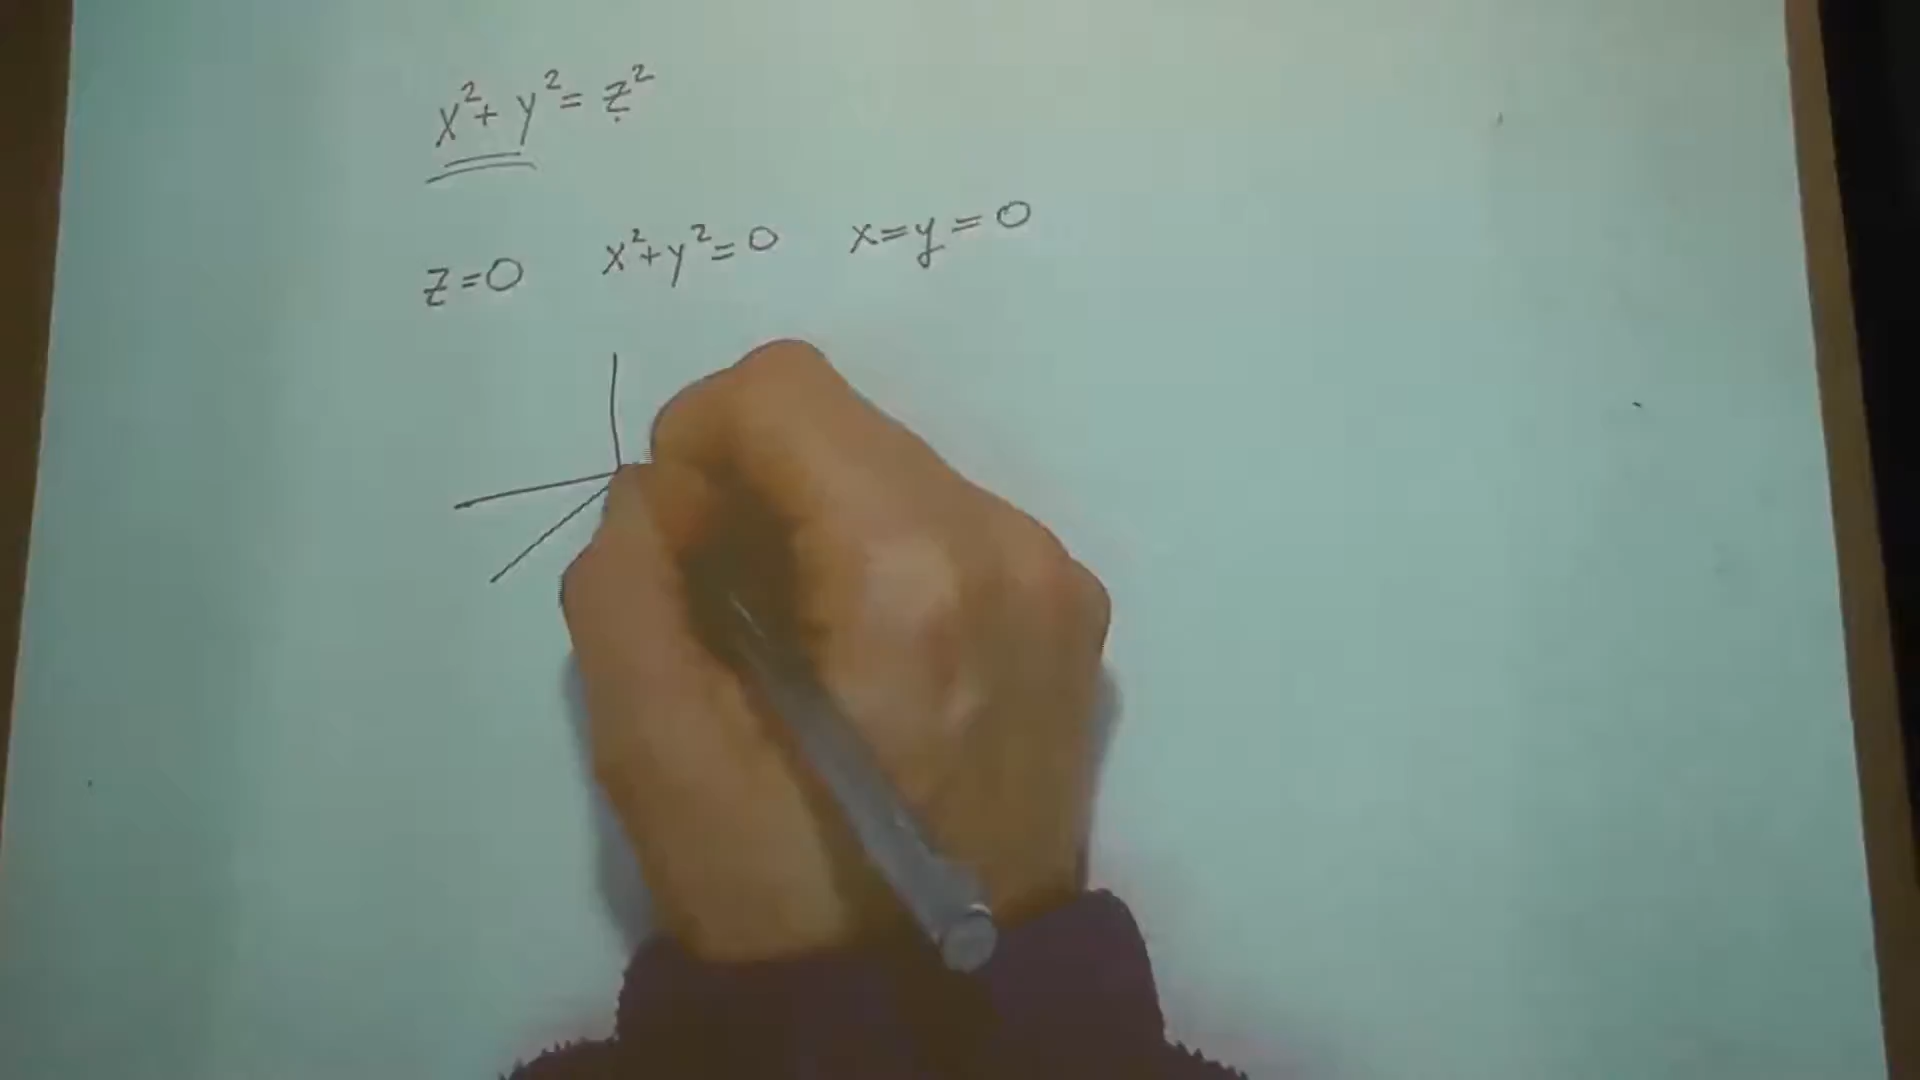 x² + y² = z²
z = 0 x² + y² = 0 x = y = 0